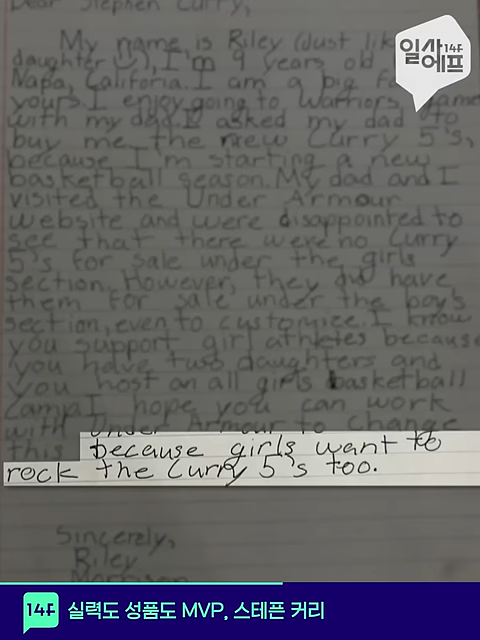 Dear Stephen Curry,
My name is Riley (Just like
daughter), I'm 9 years old
Napa, Califoria. I am a big fa
yours. I enjoy going to Warriors game
with my dad. I asked my dad to
buy me the new Curry 5's,
because I'm starting a new
basketball season. My dad and I
visited the Under Armour
website and were disappointed to
see that there were no Curry
5's for sale under the girls
section. However, they did have
them for sale under the boy's
section, even to customize. I know
you support girl athletes because
you have two daughters and
you host an all girls basketball
camp. I hope you can work
with Under Armour to change
this because girls want to
rock the Curry 5's too.
Sincerely,
Riley
Morrison
일사에프
14F
14F 실력도 성품도 MVP, 스테픈 커리